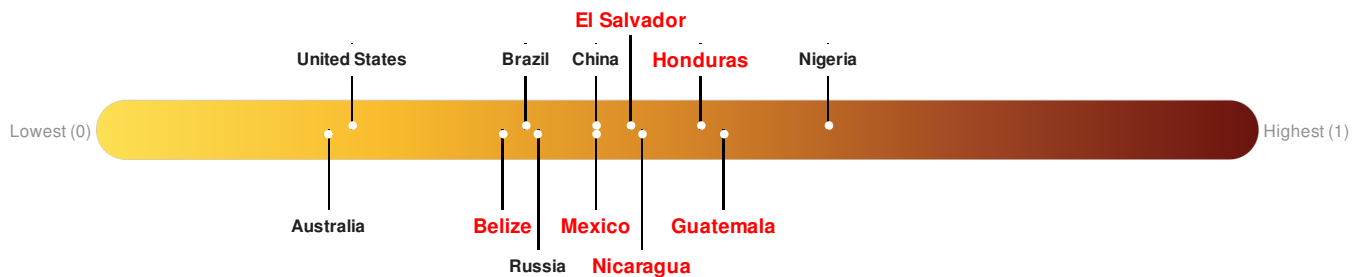 El Salvador
United States
Brazil
China
Honduras
Nigeria
Lowest (0)
Highest (1)
Australia
Belize
Mexico
Guatemala
Russia
Nicaragua